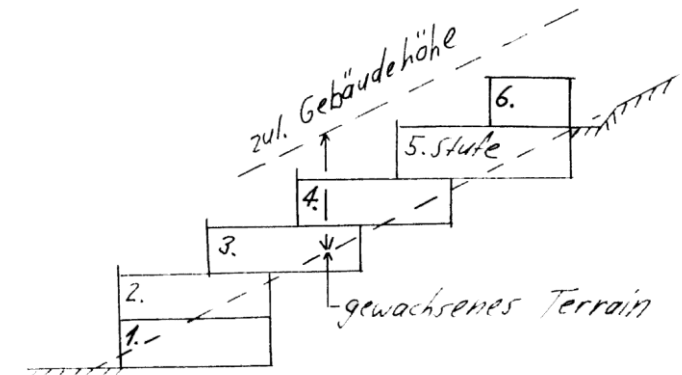 zul. Gebäudehöhe
6.
5. Stufe
4.
3.
2.
1.
gewachsenes Terrain